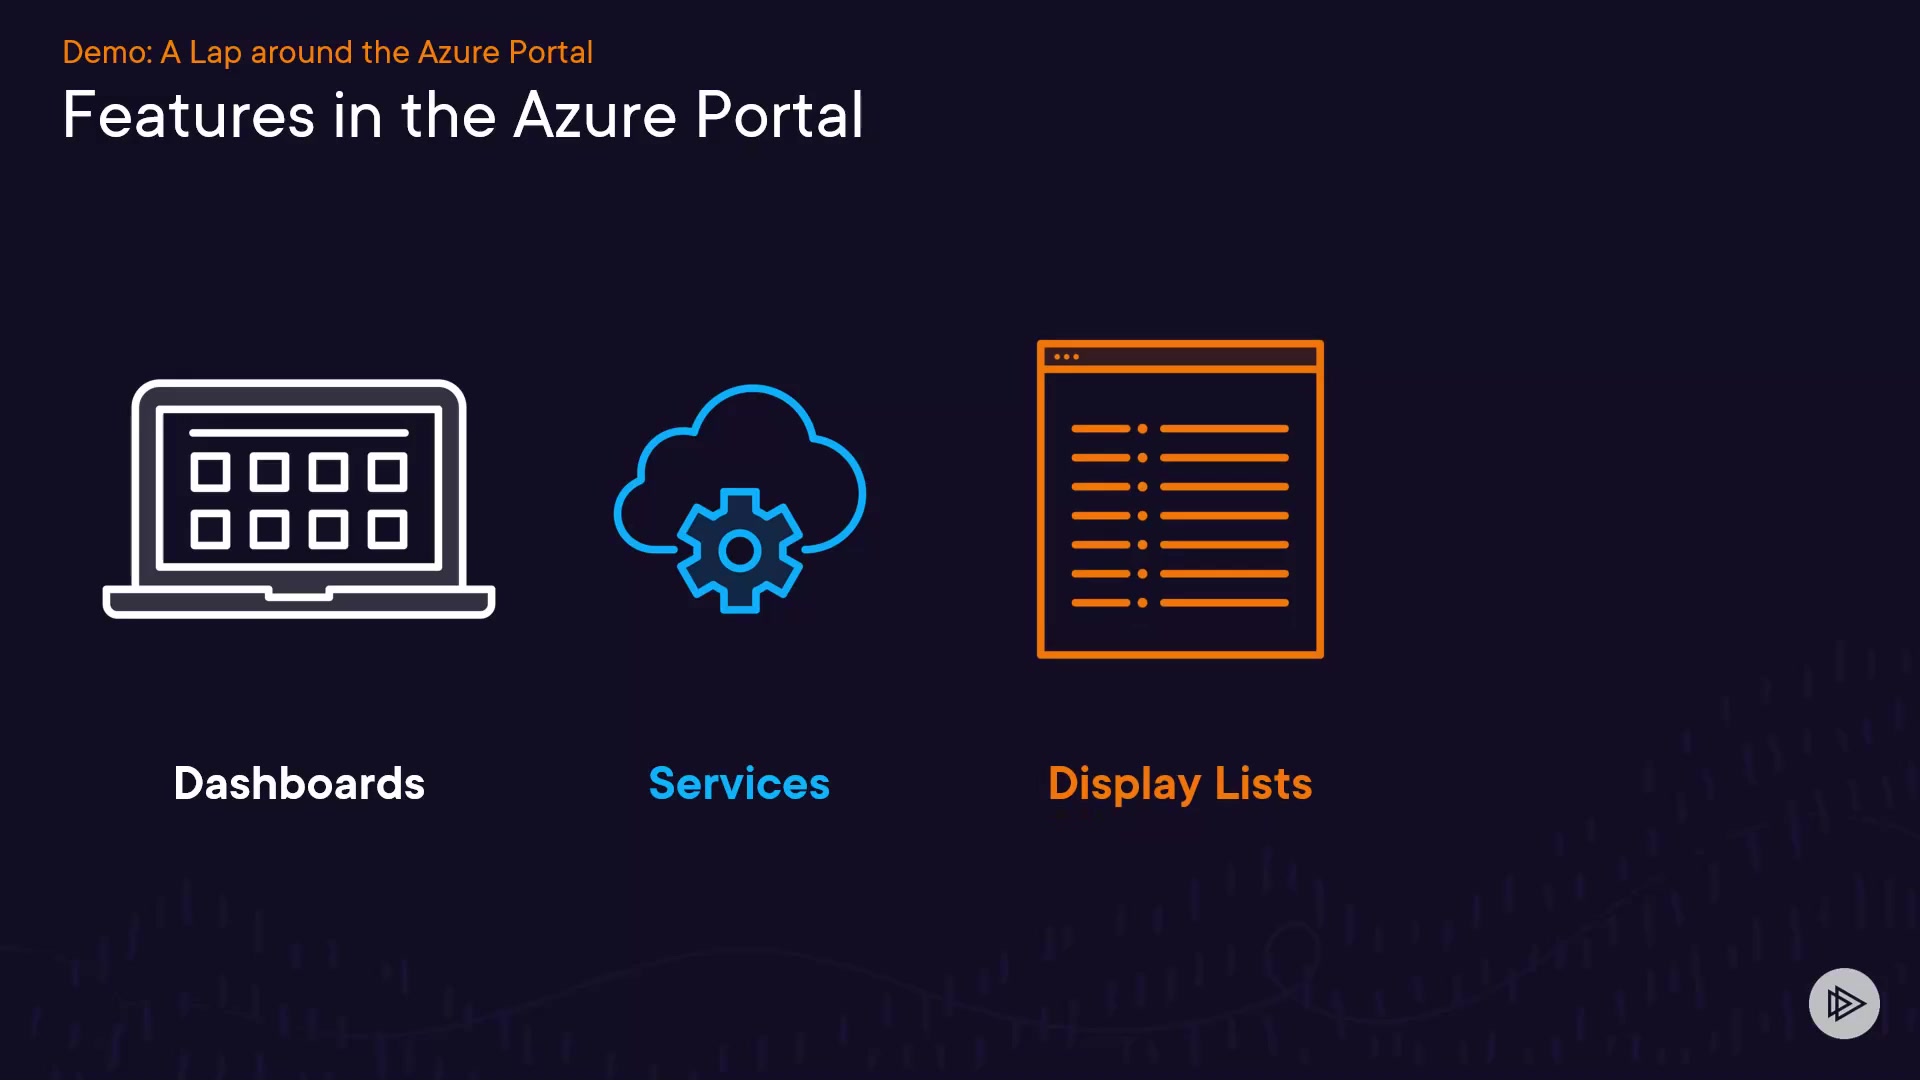 Demo: A Lap around the Azure Portal
Features in the Azure Portal
Dashboards
Services
Display Lists